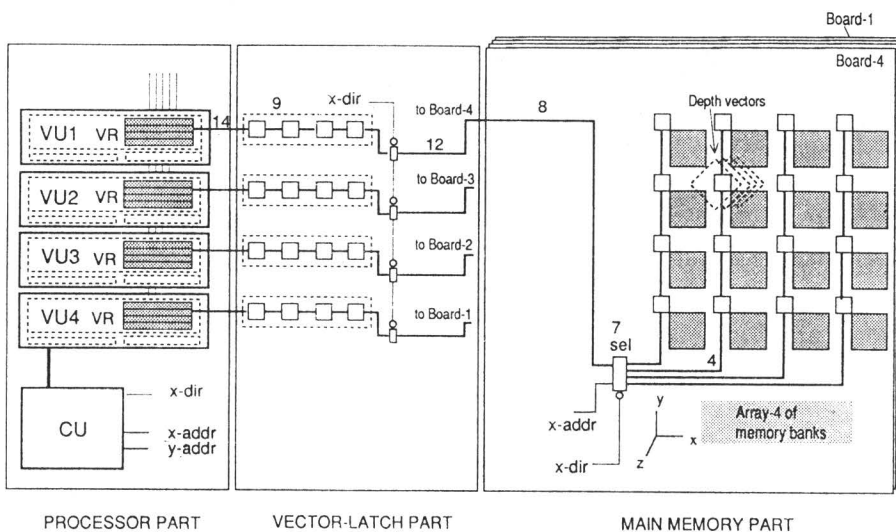 Board-1
Board-4
9
x-dir
to Board-4
8
Depth vectors
14
VU1 VR
12
to Board-3
VU2 VR
to Board-2
VU3 VR
to Board-1
VU4 VR
7
sel
4
x-dir
CU
x-addr
y-addr
x-addr
x-dir
y
x
z
Array-4 of
memory banks
PROCESSOR PART
VECTOR-LATCH PART
MAIN MEMORY PART